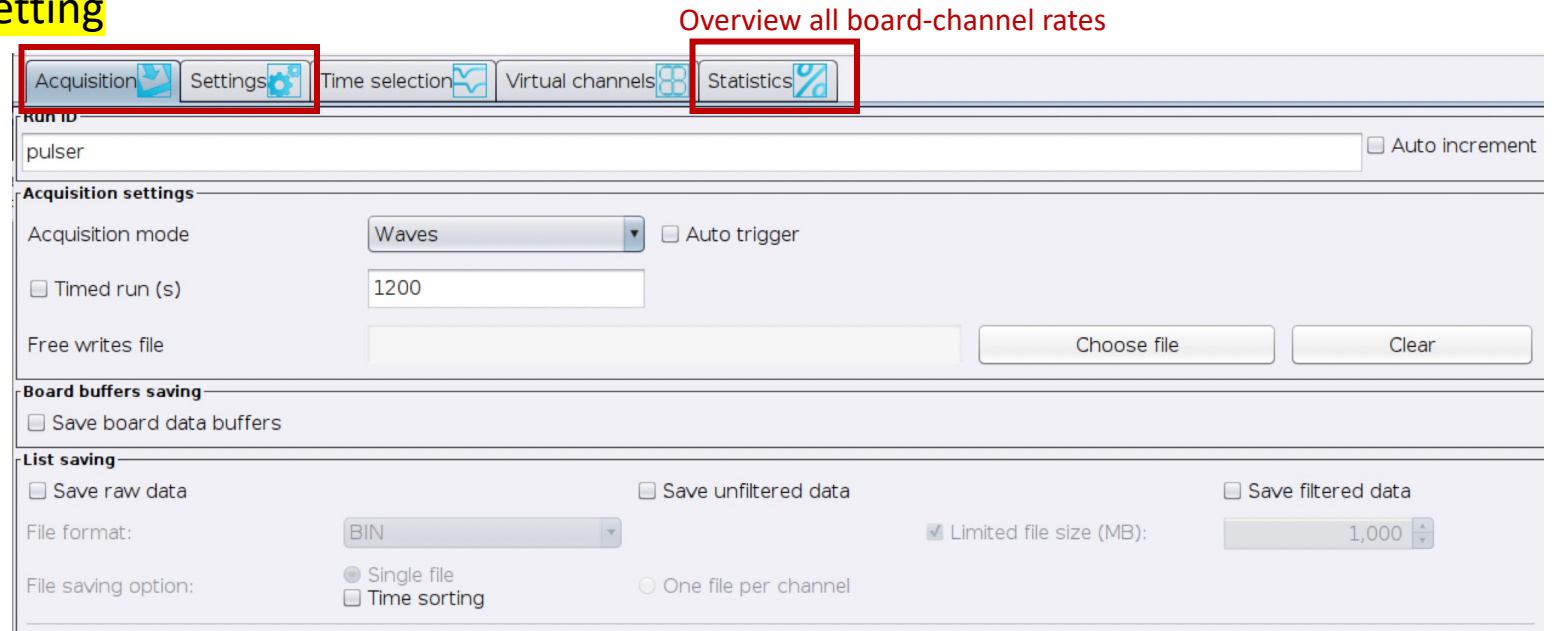 etting
Overview all board-channel rates
Acquisition Settings Time selection Virtual channels Statistics
Run ID
pulser Auto increment
Acquisition settings
Acquisition mode Waves Auto trigger
Timed run (s) 1200
Free writes file Choose file Clear
Board buffers saving
Save board data buffers
List saving
Save raw data Save unfiltered data Save filtered data
File format: BIN Limited file size (MB): 1,000
File saving option: Single file One file per channel
Time sorting